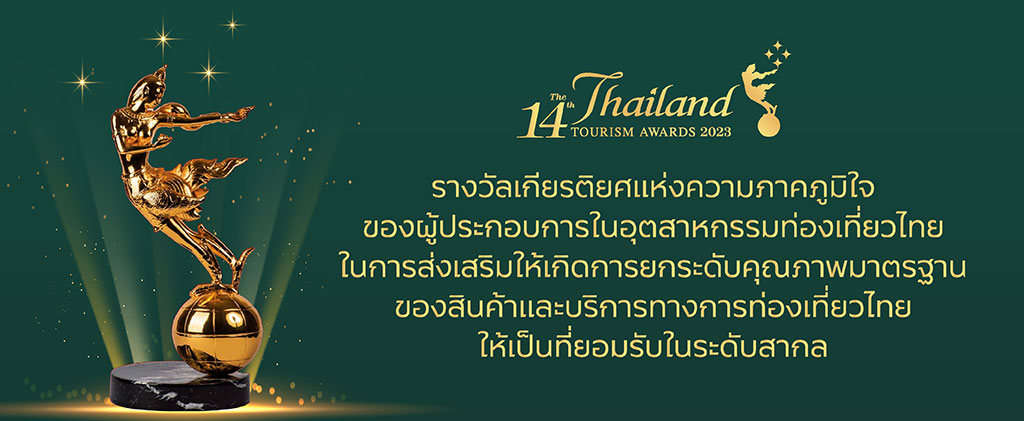 The 14th Thailand
TOURISM AWARDS 2023
รางวัลเกียรติยศแห่งความภาคภูมิใจ
ของผู้ประกอบการในอุตสาหกรรมท่องเที่ยวไทย
ในการส่งเสริมให้เกิดการยกระดับคุณภาพมาตรฐาน
ของสินค้าและบริการทางการท่องเที่ยวไทย
ให้เป็นที่ยอมรับในระดับสากล